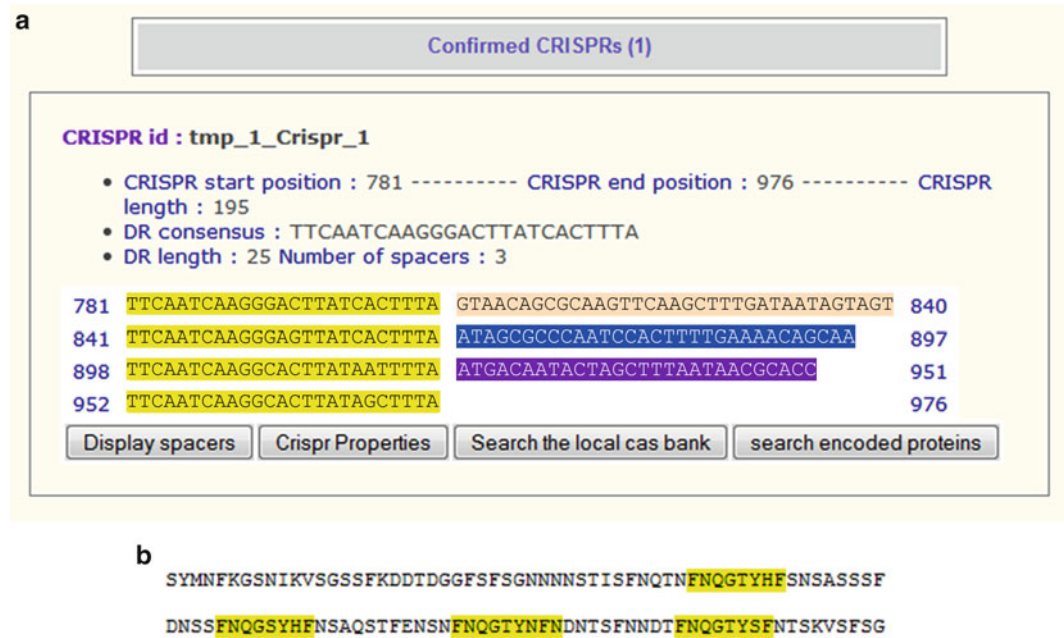 a
Confirmed CRISPRs (1)
CRISPR id : tmp_1_Crispr_1
• CRISPR start position : 781 ---------- CRISPR end position : 976 ---------- CRISPR
length : 195
• DR consensus : TTCAATCAAGGGACTTATCACTTTA
• DR length : 25 Number of spacers : 3
781 TTCAATCAAGGGACTTATCACTTTA GTAACAGCGCAAGTTCAAGCTTTGATAATAGTAGT 840
841 TTCAATCAAGGGAGTTATCACTTTA ATAGCGCCCAATCCACTTTTGAAAACAGCAA 897
898 TTCAATCAAGGCACTTATAATTTTA ATGACAATACTAGCTTTAATAACGCACC 951
952 TTCAATCAAGGCACTTATAGCTTTA 976
Display spacers Crispr Properties Search the local cas bank search encoded proteins
b
SYMNFKGSNIKVSGSSFKDDTDGGFSFSGNNNNSTISFNQTNFNQGTYHFSNSASSSF
DNSSFNQGSYHFNSAQSTFENSNFNQGTYNFNDNTSFNNDTFNQGTYSFNTSKVSFSG